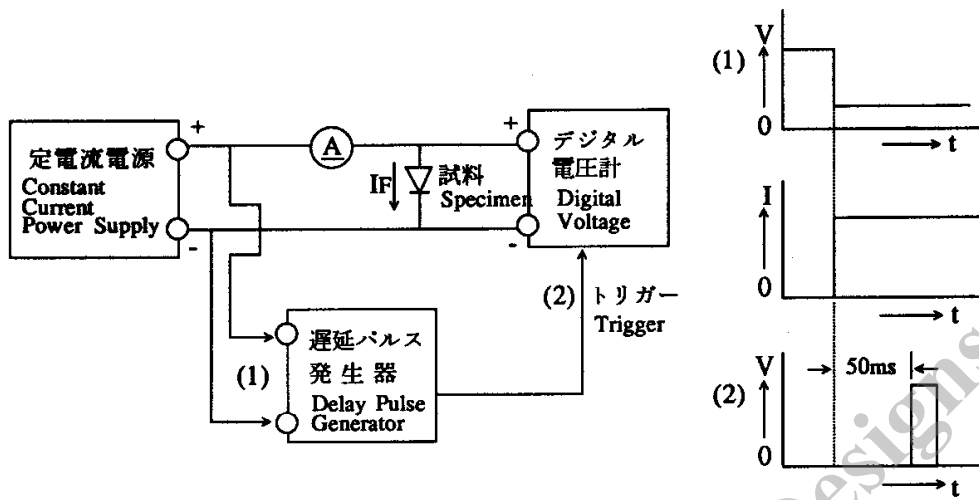 定電流電源
Constant
Current
Power Supply
+
-
A
IF
試料
Specimen
+
-
デジタル
電圧計
Digital
Voltage
(1)
遅延パルス
発生器
Delay Pulse
Generator
(2) トリガー
Trigger
(1)
V
0
t
I
0
t
(2)
V
0
50ms
t
Designs